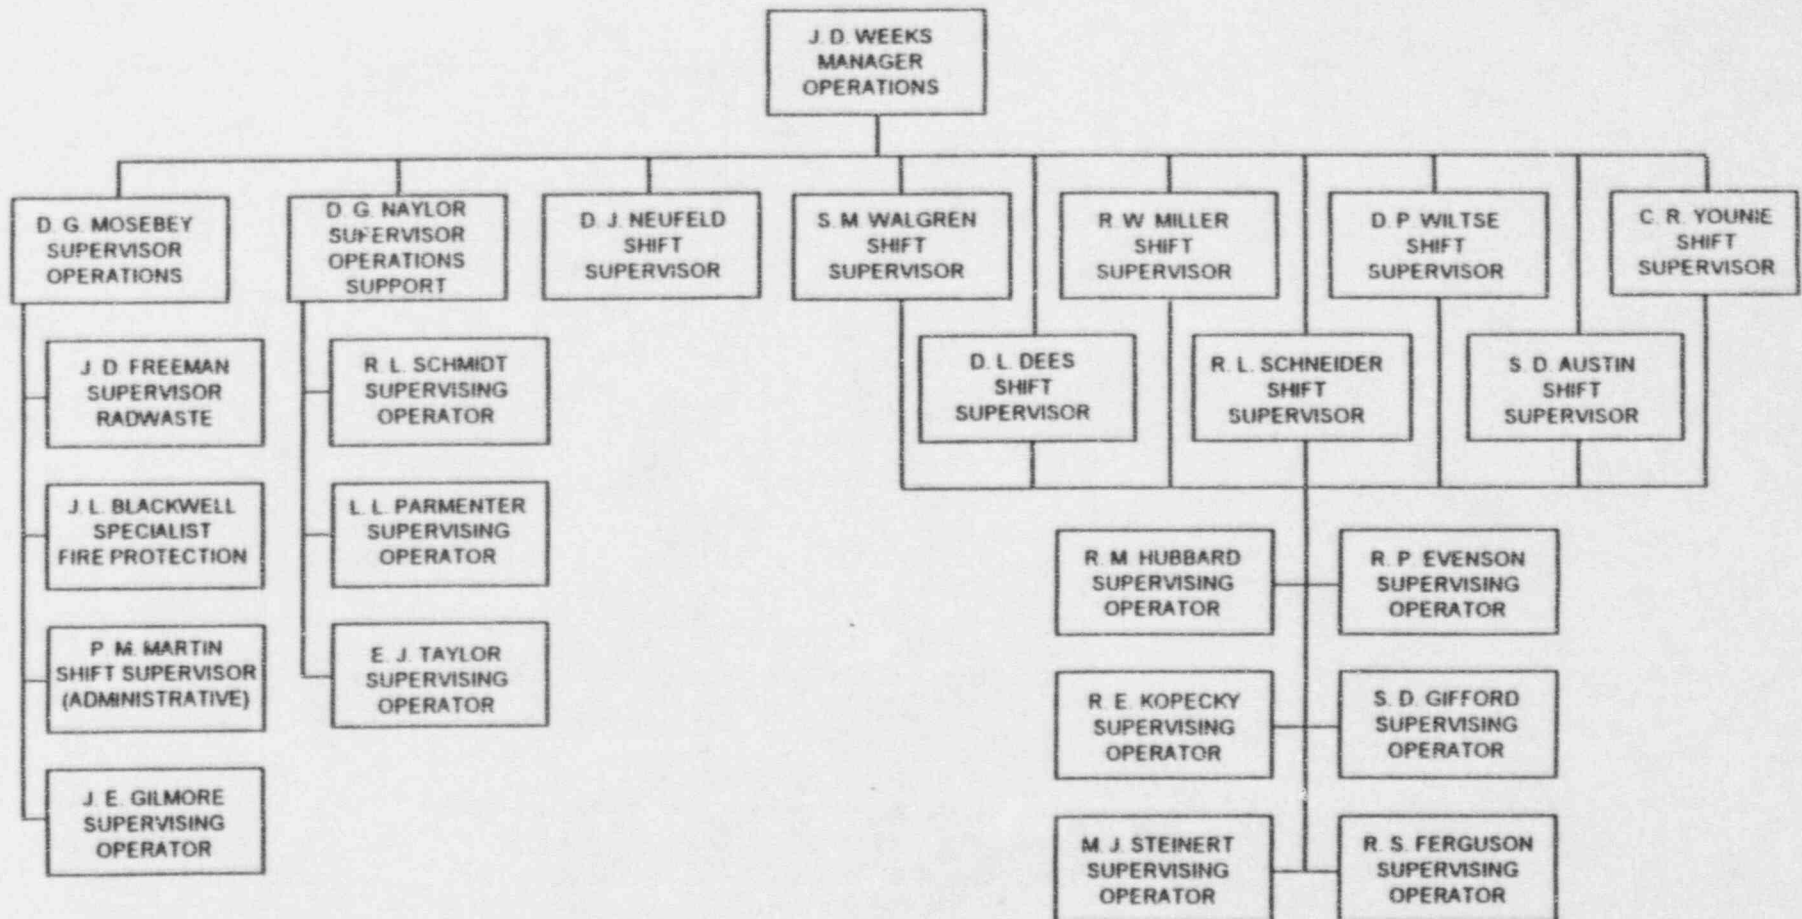 J. D. WEEKS
MANAGER
OPERATIONS
D. G. MOSEBEY
SUPERVISOR
OPERATIONS
D. G. NAYLOR
SUPERVISOR
OPERATIONS
SUPPORT
D. J. NEUFELD
SHIFT
SUPERVISOR
S. M. WALGREN
SHIFT
SUPERVISOR
R. W. MILLER
SHIFT
SUPERVISOR
D. P. WILTSE
SHIFT
SUPERVISOR
C. R. YOUNIE
SHIFT
SUPERVISOR
D. L. DEES
SHIFT
SUPERVISOR
R. L. SCHNEIDER
SHIFT
SUPERVISOR
S. D. AUSTIN
SHIFT
SUPERVISOR
J. D. FREEMAN
SUPERVISOR
RADWASTE
J. L. BLACKWELL
SPECIALIST
FIRE PROTECTION
P. M. MARTIN
SHIFT SUPERVISOR
(ADMINISTRATIVE)
J. E. GILMORE
SUPERVISING
OPERATOR
R. L. SCHMIDT
SUPERVISING
OPERATOR
L. L. PARMENTER
SUPERVISING
OPERATOR
E. J. TAYLOR
SUPERVISING
OPERATOR
R. M. HUBBARD
SUPERVISING
OPERATOR
R. P. EVENSON
SUPERVISING
OPERATOR
R. E. KOPECKY
SUPERVISING
OPERATOR
S. D. GIFFORD
SUPERVISING
OPERATOR
M. J. STEINERT
SUPERVISING
OPERATOR
R. S. FERGUSON
SUPERVISING
OPERATOR